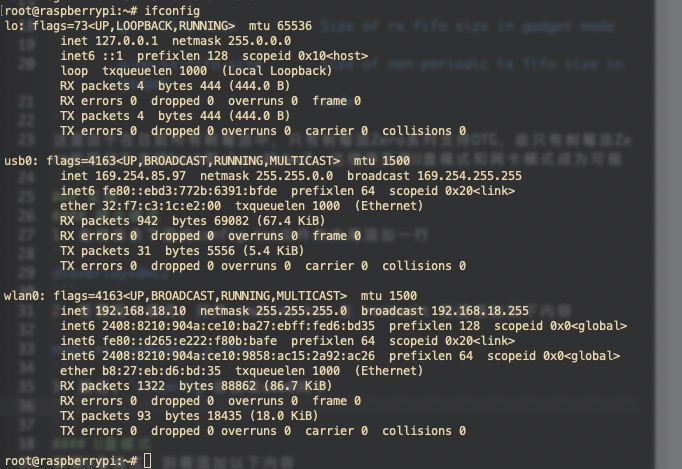 root@raspberrypi:~# ifconfig
lo: flags=73<UP,LOOPBACK,RUNNING>  mtu 65536
inet 127.0.0.1  netmask 255.0.0.0
inet6 ::1  prefixlen 128  scopeid 0x10<host>
loop  txqueuelen 1000  (Local Loopback)
RX packets 4  bytes 444 (444.0 B)
RX errors 0  dropped 0  overruns 0  frame 0
TX packets 4  bytes 444 (444.0 B)
TX errors 0  dropped 0 overruns 0  carrier 0  collisions 0
usb0: flags=4163<UP,BROADCAST,RUNNING,MULTICAST>  mtu 1500
inet 169.254.85.97  netmask 255.255.0.0  broadcast 169.254.255.255
inet6 fe80::ebd3:772b:6391:bfde  prefixlen 64  scopeid 0x20<link>
ether 32:f7:c3:1c:e2:00  txqueuelen 1000  (Ethernet)
RX packets 942  bytes 69082 (67.4 KiB)
RX errors 0  dropped 0  overruns 0  frame 0
TX packets 31  bytes 5556 (5.4 KiB)
TX errors 0  dropped 0 overruns 0  carrier 0  collisions 0
wlan0: flags=4163<UP,BROADCAST,RUNNING,MULTICAST>  mtu 1500
inet 192.168.18.10  netmask 255.255.255.0  broadcast 192.168.18.255
inet6 2408:8210:904a:ce10:ba27:ebff:fed6:bd35  prefixlen 128  scopeid 0x0<global>
inet6 fe80::d265:e222:f80b:bafe  prefixlen 64  scopeid 0x20<link>
inet6 2408:8210:904a:ce10:9858:ac15:2a92:ac26  prefixlen 64  scopeid 0x0<global>
ether b8:27:eb:d6:bd:35  txqueuelen 1000  (Ethernet)
RX packets 1322  bytes 88862 (86.7 KiB)
RX errors 0  dropped 0  overruns 0  frame 0
TX packets 93  bytes 18435 (18.0 KiB)
TX errors 0  dropped 0 overruns 0  carrier 0  collisions 0
root@raspberrypi:~#